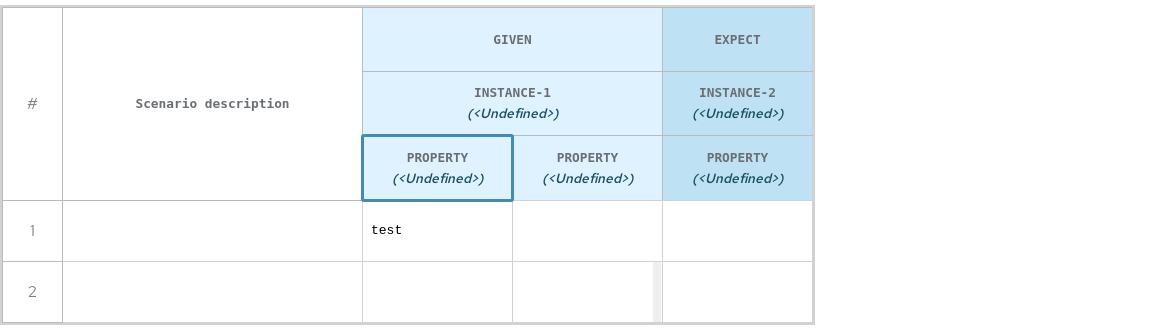 #
Scenario description
GIVEN
EXPECT
INSTANCE-1
(<Undefined>)
INSTANCE-2
(<Undefined>)
PROPERTY
(<Undefined>)
PROPERTY
(<Undefined>)
PROPERTY
(<Undefined>)
1
test
2